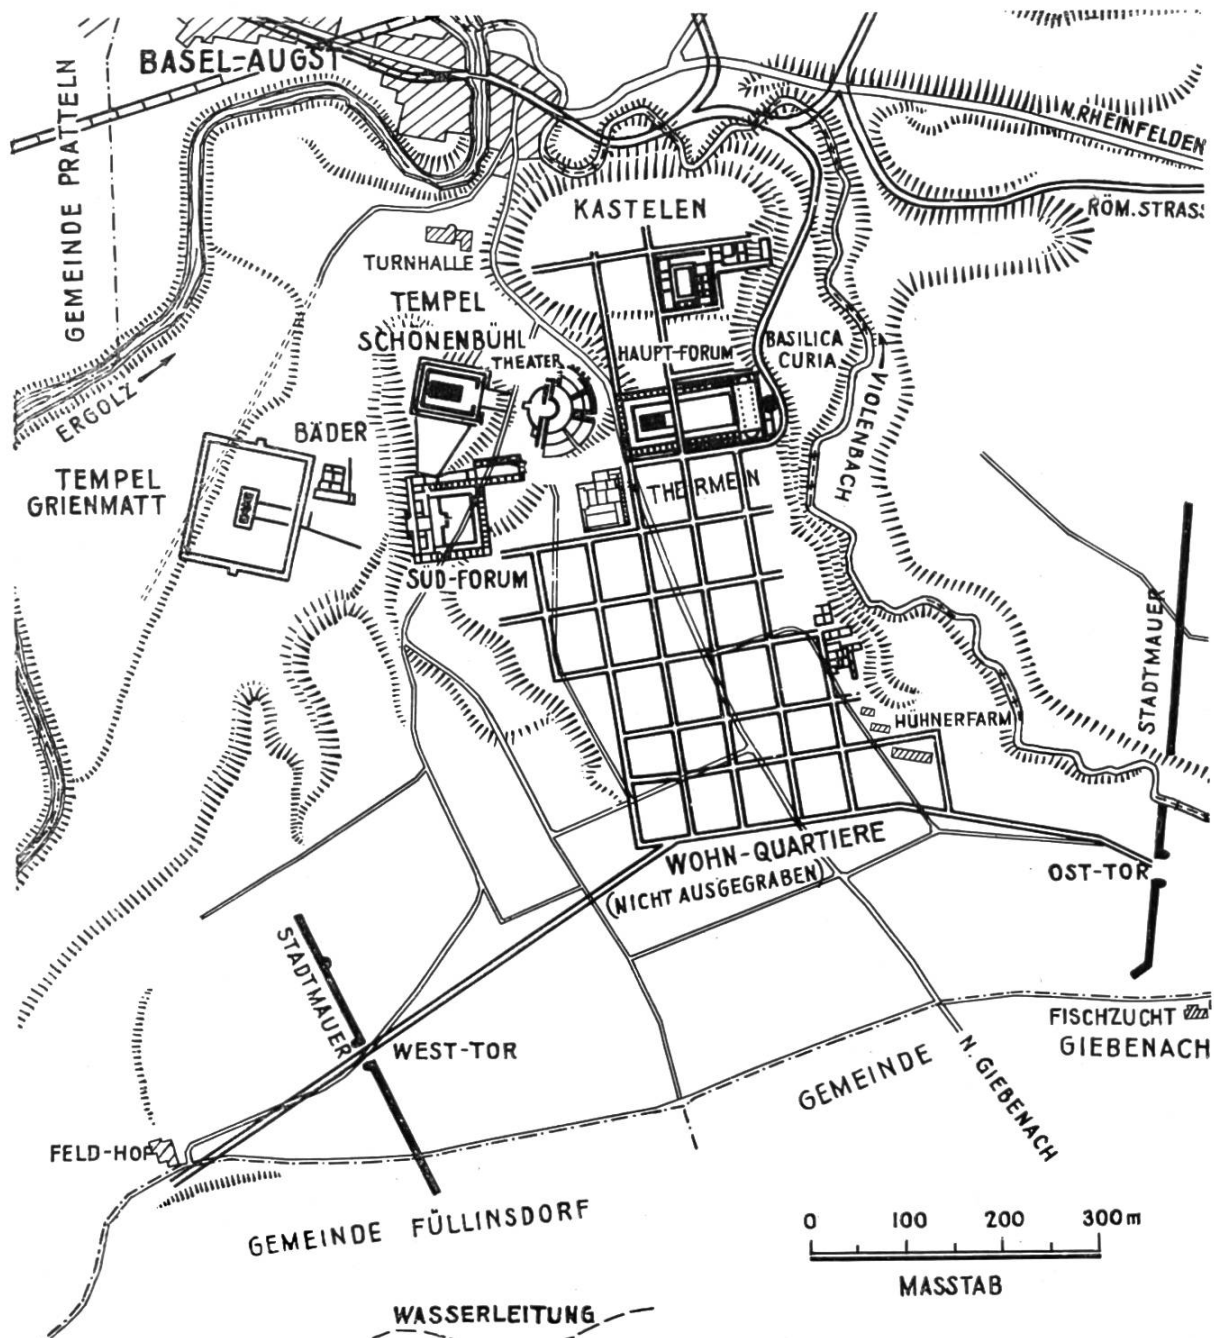 BASEL-AUGST
GEMEINDE PRATTELN
N. RHEINFELDEN
RÖM. STRASS
KASTELEN
TURNHALLE
TEMPEL
SCHÖNENBÜHL
THEATER
HAUPT-FORUM
BASILICA
CURIA
VIOLENBACH
ERGOLZ
BÄDER
TEMPEL
GRIENMATT
THERMEN
SÜD-FORUM
STADTMAUER
HÜHNERFARM
WOHN-QUARTIERE
(NICHT AUSGEGRABEN)
OST-TOR
STADTMAUER
WEST-TOR
FISCHZUCHT
GIEBENACH
GEMEINDE
N. GIEBENACH
FELD-HOF
GEMEINDE FÜLLINSDORF
0 100 200 300m
MASSTAB
WASSERLEITUNG